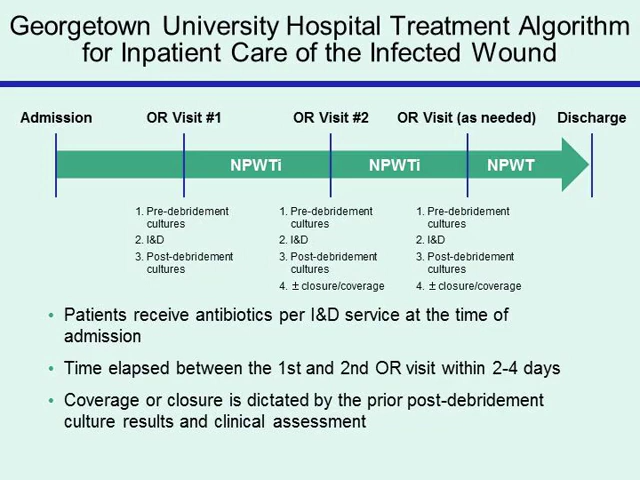 Georgetown University Hospital Treatment Algorithm
for Inpatient Care of the Infected Wound
Admission
OR Visit #1
OR Visit #2
OR Visit (as needed)
Discharge
NPWTi
NPWTi
NPWT
1. Pre-debridement
cultures
2. I&D
3. Post-debridement
cultures
1. Pre-debridement
cultures
2. I&D
3. Post-debridement
cultures
4. ± closure/coverage
1. Pre-debridement
cultures
2. I&D
3. Post-debridement
cultures
4. ± closure/coverage
• Patients receive antibiotics per I&D service at the time of
admission
• Time elapsed between the 1st and 2nd OR visit within 2-4 days
• Coverage or closure is dictated by the prior post-debridement
culture results and clinical assessment